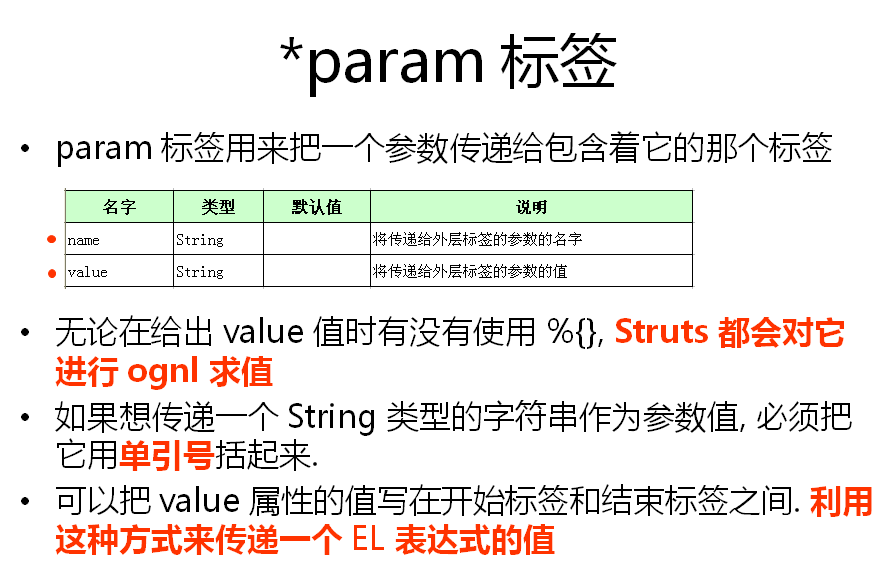 *param 标签
• param 标签用来把一个参数传递给包含着它的那个标签
名字 类型 默认值 说明
name String 将传递给外层标签的参数的名字
value String 将传递给外层标签的参数的值
• 无论在给出 value 值时有没有使用 %{}, Struts 都会对它
进行 ognl 求值
• 如果想传递一个 String 类型的字符串作为参数值, 必须把
它用单引号括起来.
• 可以把 value 属性的值写在开始标签和结束标签之间. 利用
这种方式来传递一个 EL 表达式的值